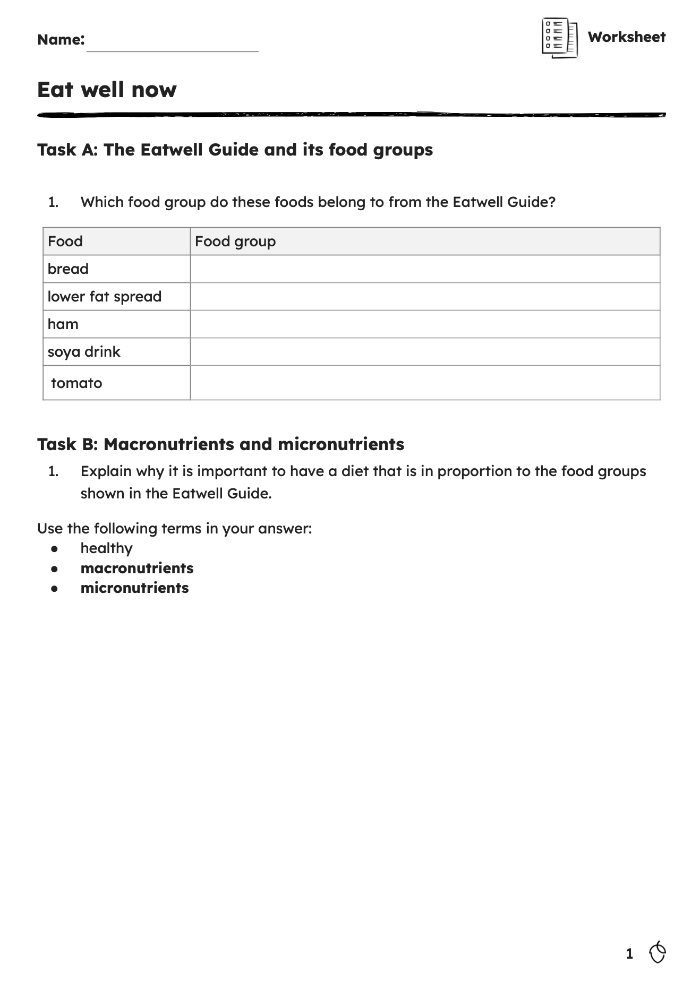 Name:
Worksheet
Eat well now
Task A: The Eatwell Guide and its food groups
1. Which food group do these foods belong to from the Eatwell Guide?
Food Food group
bread
lower fat spread
ham
soya drink
tomato
Task B: Macronutrients and micronutrients
1. Explain why it is important to have a diet that is in proportion to the food groups
shown in the Eatwell Guide.
Use the following terms in your answer:
● healthy
● macronutrients
● micronutrients
1